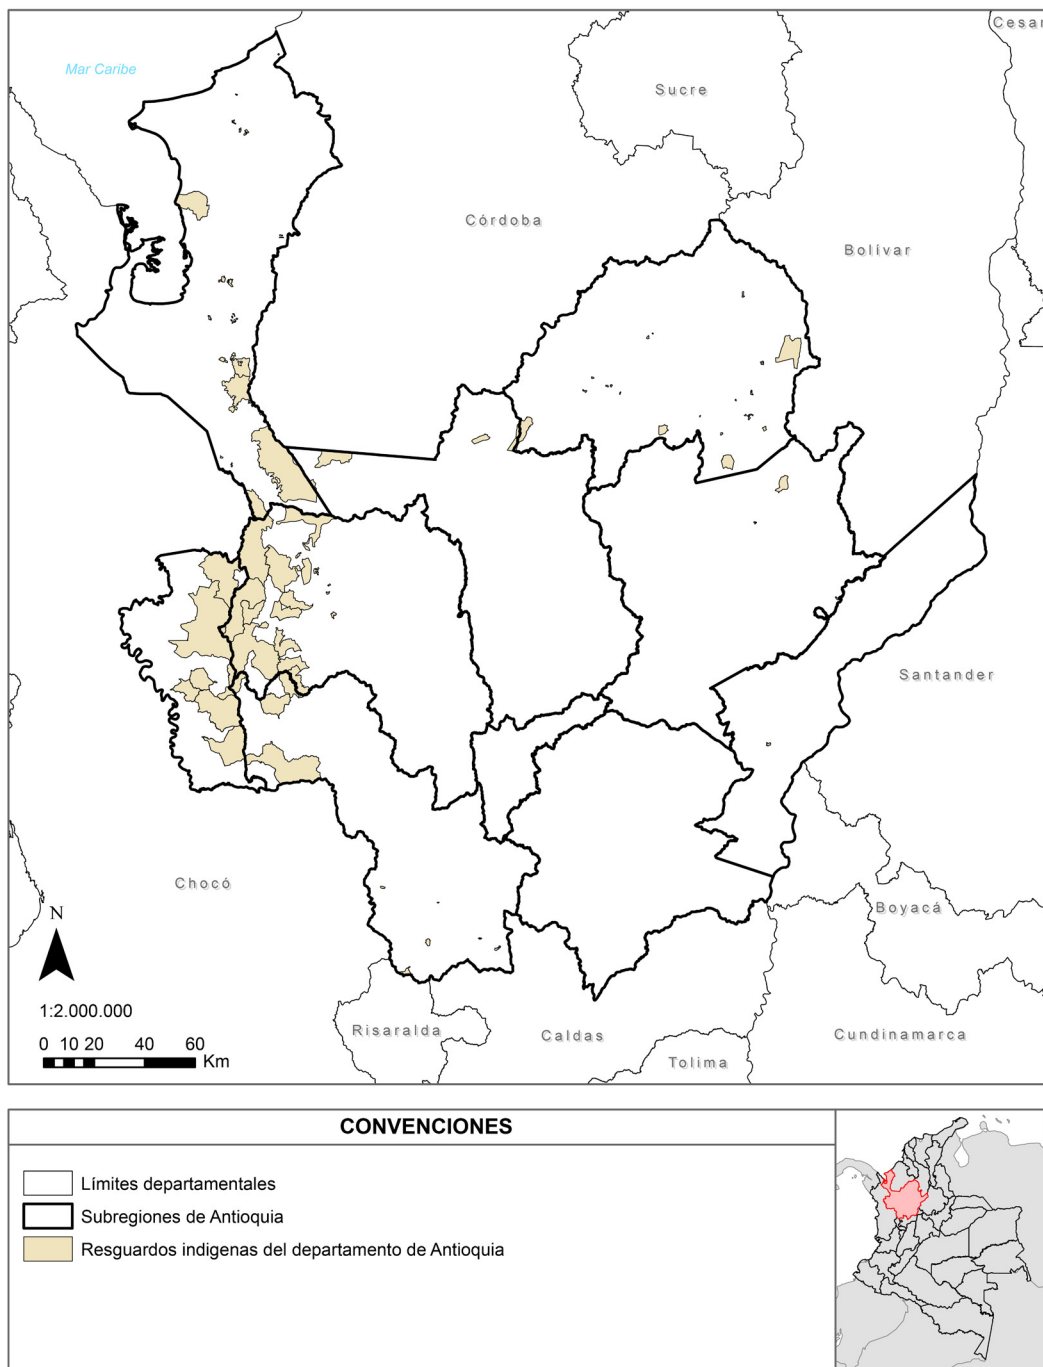 Cesar
Mar Caribe
Sucre
Córdoba
Bolívar
Santander
Chocó
Boyacá
N
1:2.000.000
Risaralda
Caldas
Cundinamarca
Tolima
0 10 20 40 60
Km
CONVENCIONES
Límites departamentales
Subregiones de Antioquia
Resguardos indigenas del departamento de Antioquia